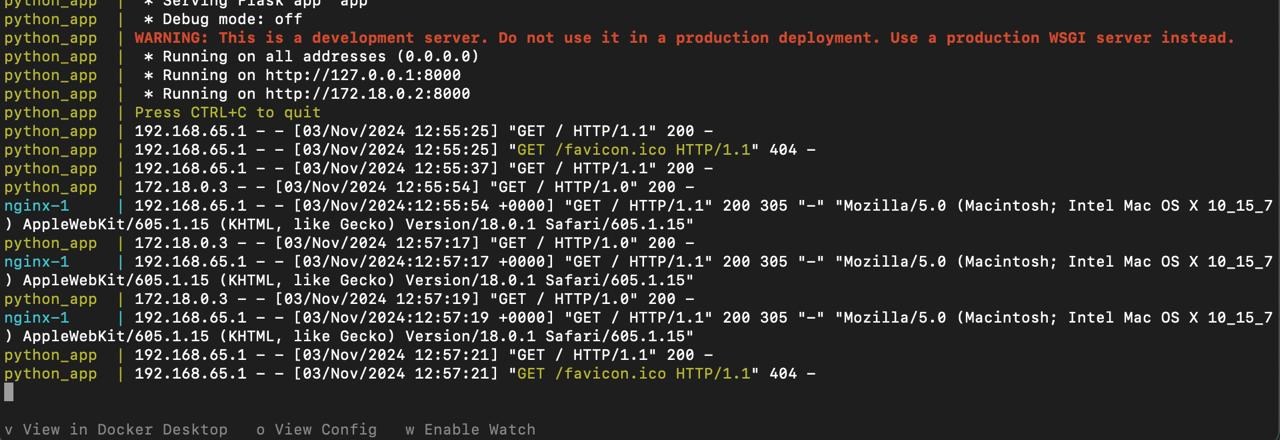 python_app  |  * Serving Flask app 'app'
python_app  |  * Debug mode: off
python_app  | WARNING: This is a development server. Do not use it in a production deployment. Use a production WSGI server instead.
python_app  |  * Running on all addresses (0.0.0.0)
python_app  |  * Running on http://127.0.0.1:8000
python_app  |  * Running on http://172.18.0.2:8000
python_app  | Press CTRL+C to quit
python_app  | 192.168.65.1 - - [03/Nov/2024 12:55:25] "GET / HTTP/1.1" 200 -
python_app  | 192.168.65.1 - - [03/Nov/2024 12:55:25] "GET /favicon.ico HTTP/1.1" 404 -
python_app  | 192.168.65.1 - - [03/Nov/2024 12:55:37] "GET / HTTP/1.1" 200 -
python_app  | 172.18.0.3 - - [03/Nov/2024 12:55:54] "GET / HTTP/1.0" 200 -
nginx-1     | 192.168.65.1 - - [03/Nov/2024:12:55:54 +0000] "GET / HTTP/1.1" 200 305 "-" "Mozilla/5.0 (Macintosh; Intel Mac OS X 10_15_7
) AppleWebKit/605.1.15 (KHTML, like Gecko) Version/18.0.1 Safari/605.1.15"
python_app  | 172.18.0.3 - - [03/Nov/2024 12:57:17] "GET / HTTP/1.0" 200 -
nginx-1     | 192.168.65.1 - - [03/Nov/2024:12:57:17 +0000] "GET / HTTP/1.1" 200 305 "-" "Mozilla/5.0 (Macintosh; Intel Mac OS X 10_15_7
) AppleWebKit/605.1.15 (KHTML, like Gecko) Version/18.0.1 Safari/605.1.15"
python_app  | 172.18.0.3 - - [03/Nov/2024 12:57:19] "GET / HTTP/1.0" 200 -
nginx-1     | 192.168.65.1 - - [03/Nov/2024:12:57:19 +0000] "GET / HTTP/1.1" 200 305 "-" "Mozilla/5.0 (Macintosh; Intel Mac OS X 10_15_7
) AppleWebKit/605.1.15 (KHTML, like Gecko) Version/18.0.1 Safari/605.1.15"
python_app  | 192.168.65.1 - - [03/Nov/2024 12:57:21] "GET / HTTP/1.1" 200 -
python_app  | 192.168.65.1 - - [03/Nov/2024 12:57:21] "GET /favicon.ico HTTP/1.1" 404 -
v View in Docker Desktop   o View Config   w Enable Watch